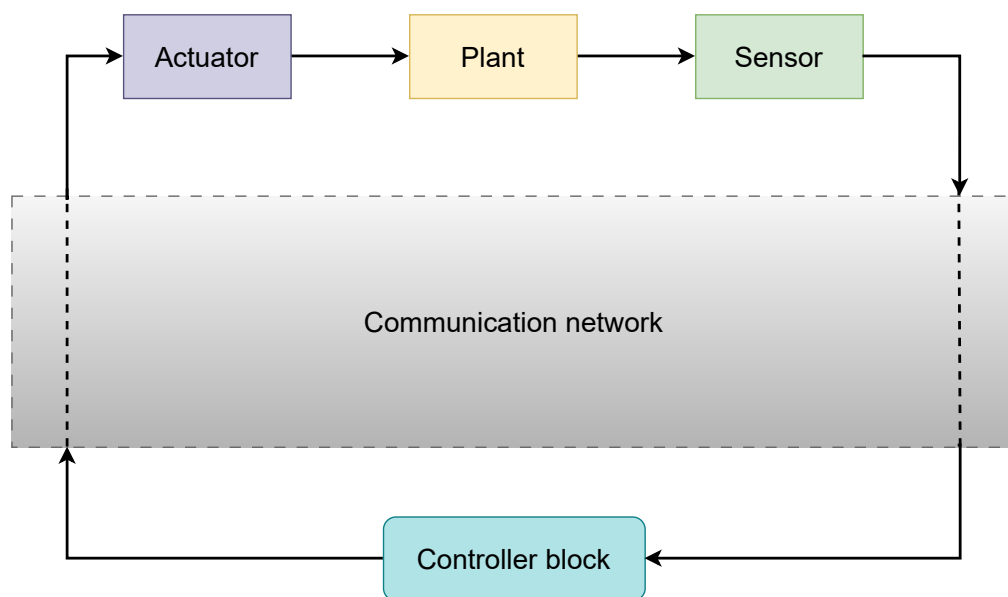 Actuator
Plant
Sensor
Communication network
Controller block